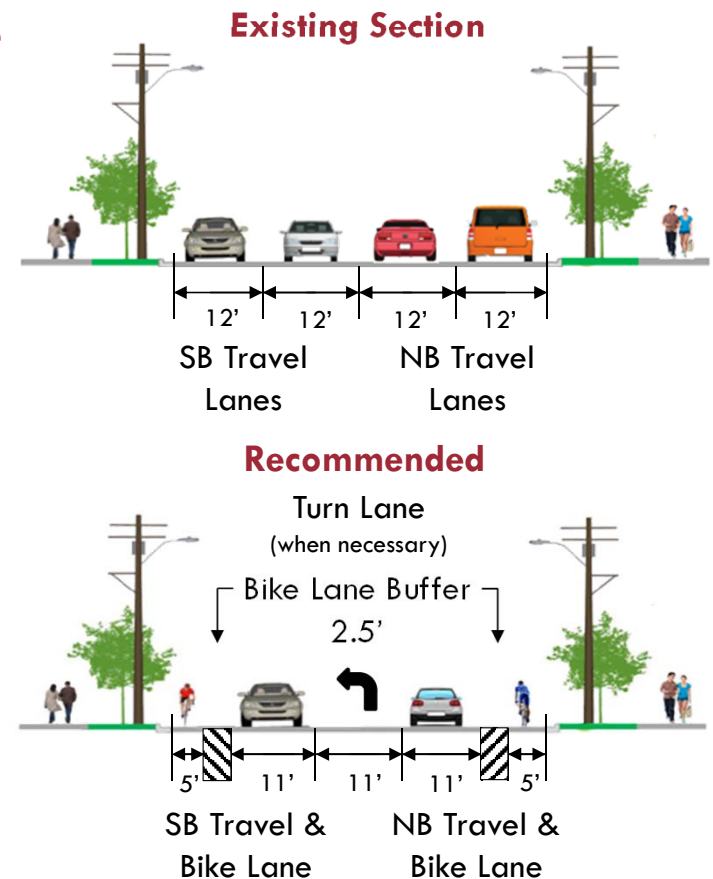 Existing Section
12’ 12’ 12’ 12’
SB Travel
Lanes
NB Travel
Lanes
Recommended
Turn Lane
(when necessary)
Bike Lane Buffer
2.5’
5’ 11’ 11’ 11’ 5’
SB Travel &
Bike Lane
NB Travel &
Bike Lane